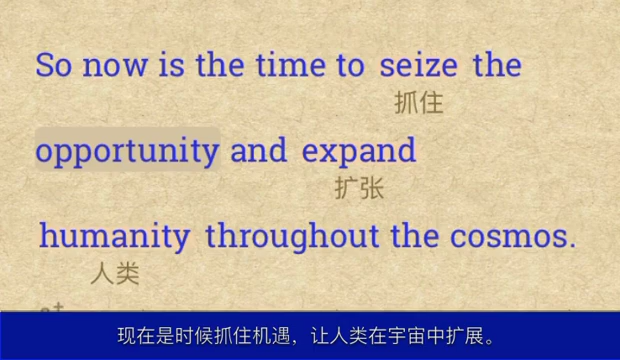 So now is the time to seize the
抓住
opportunity and expand
扩张
humanity throughout the cosmos.
人类
现在是时候抓住机遇，让人类在宇宙中扩展。